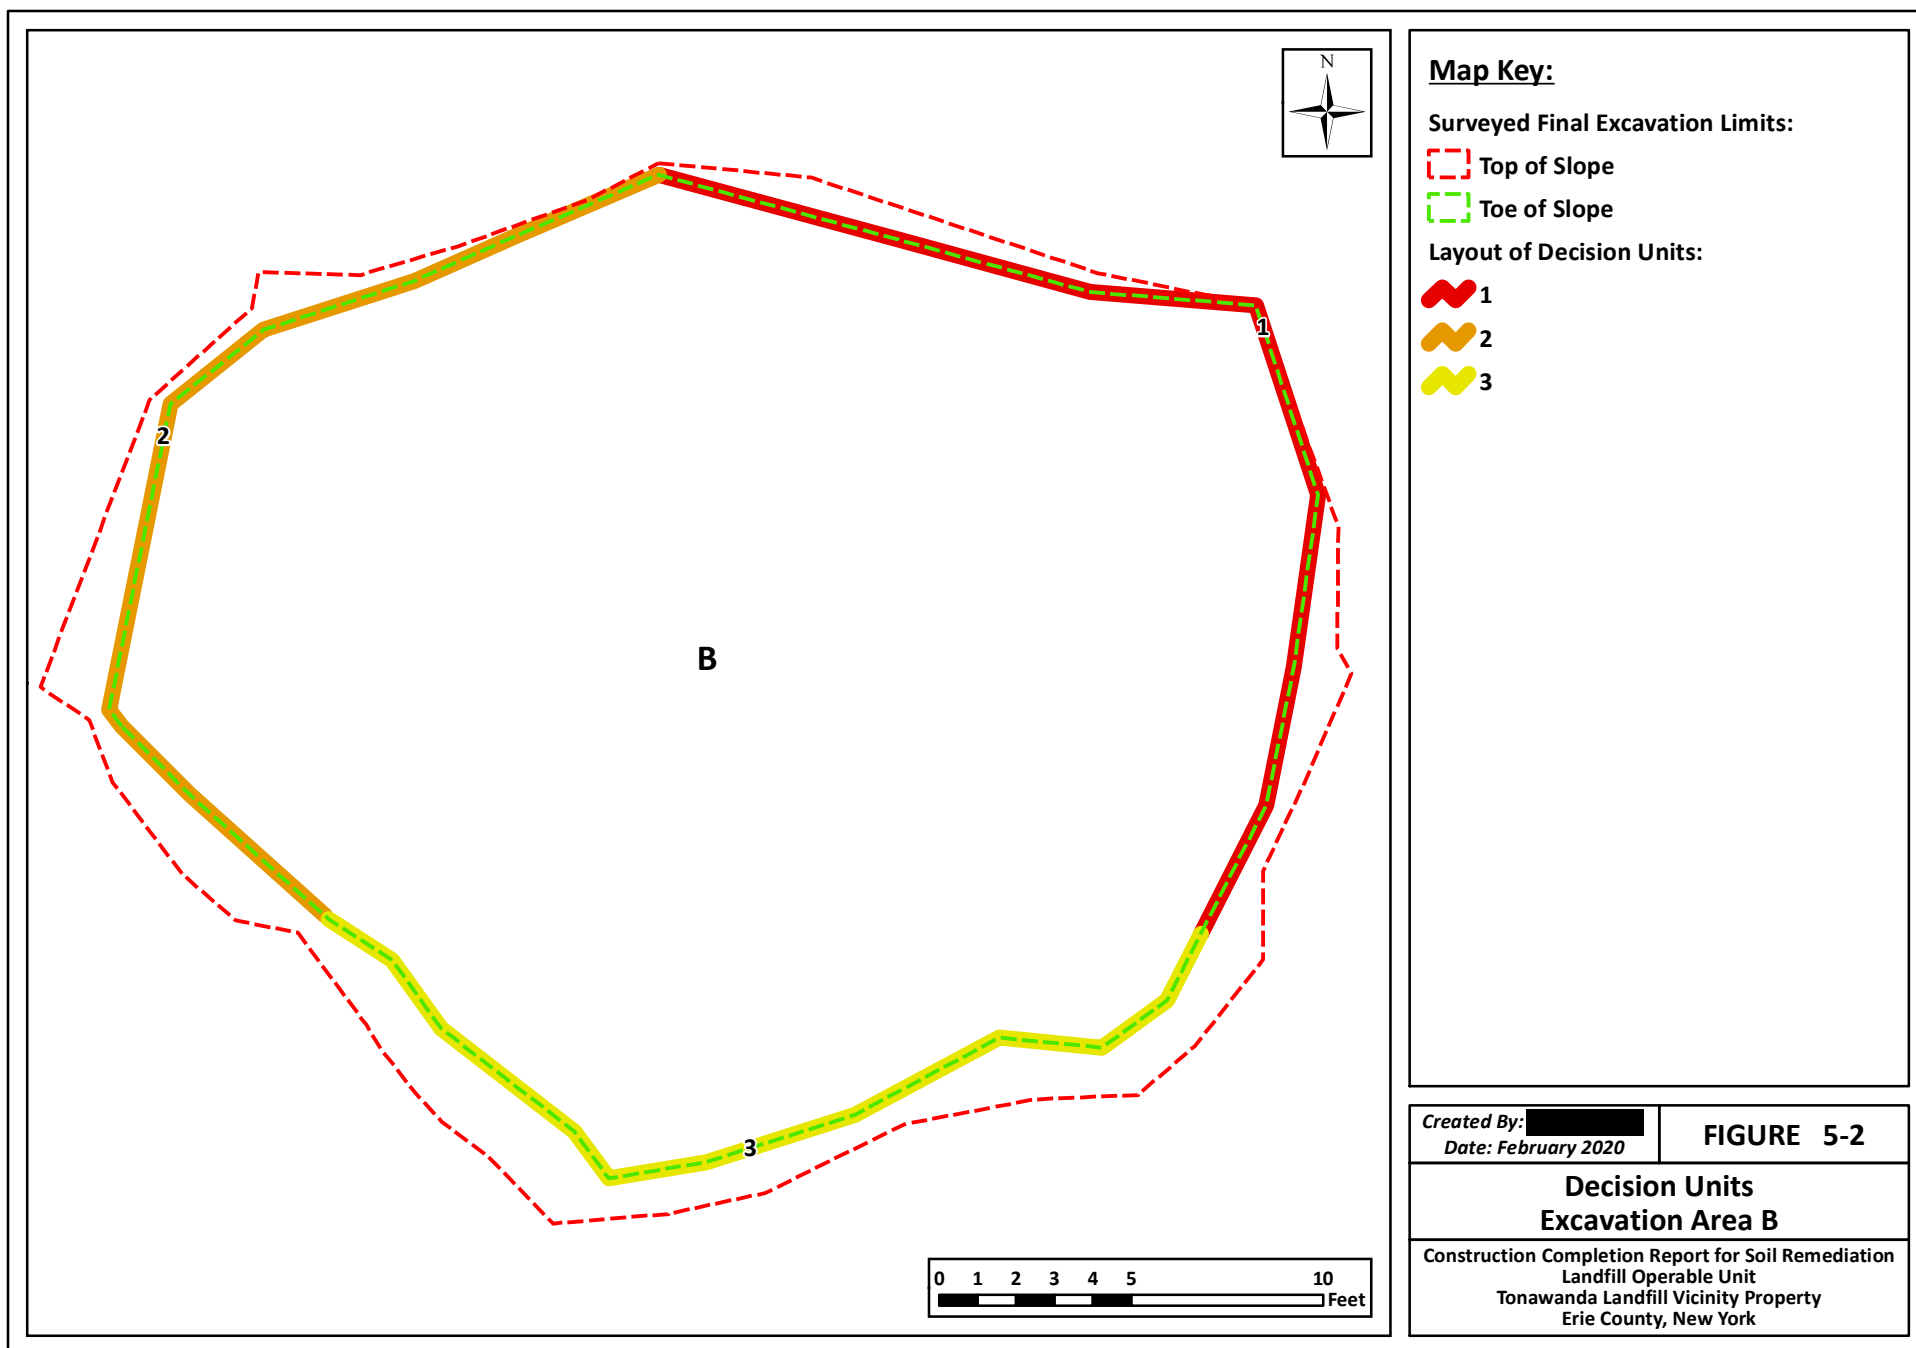 N
1
2
B
3
0 1 2 3 4 5 10
Feet
Map Key:
Surveyed Final Excavation Limits:
Top of Slope
Toe of Slope
Layout of Decision Units:
1
2
3
Created By:
Date: February 2020
FIGURE 5-2
Decision Units
Excavation Area B
Construction Completion Report for Soil Remediation
Landfill Operable Unit
Tonawanda Landfill Vicinity Property
Erie County, New York